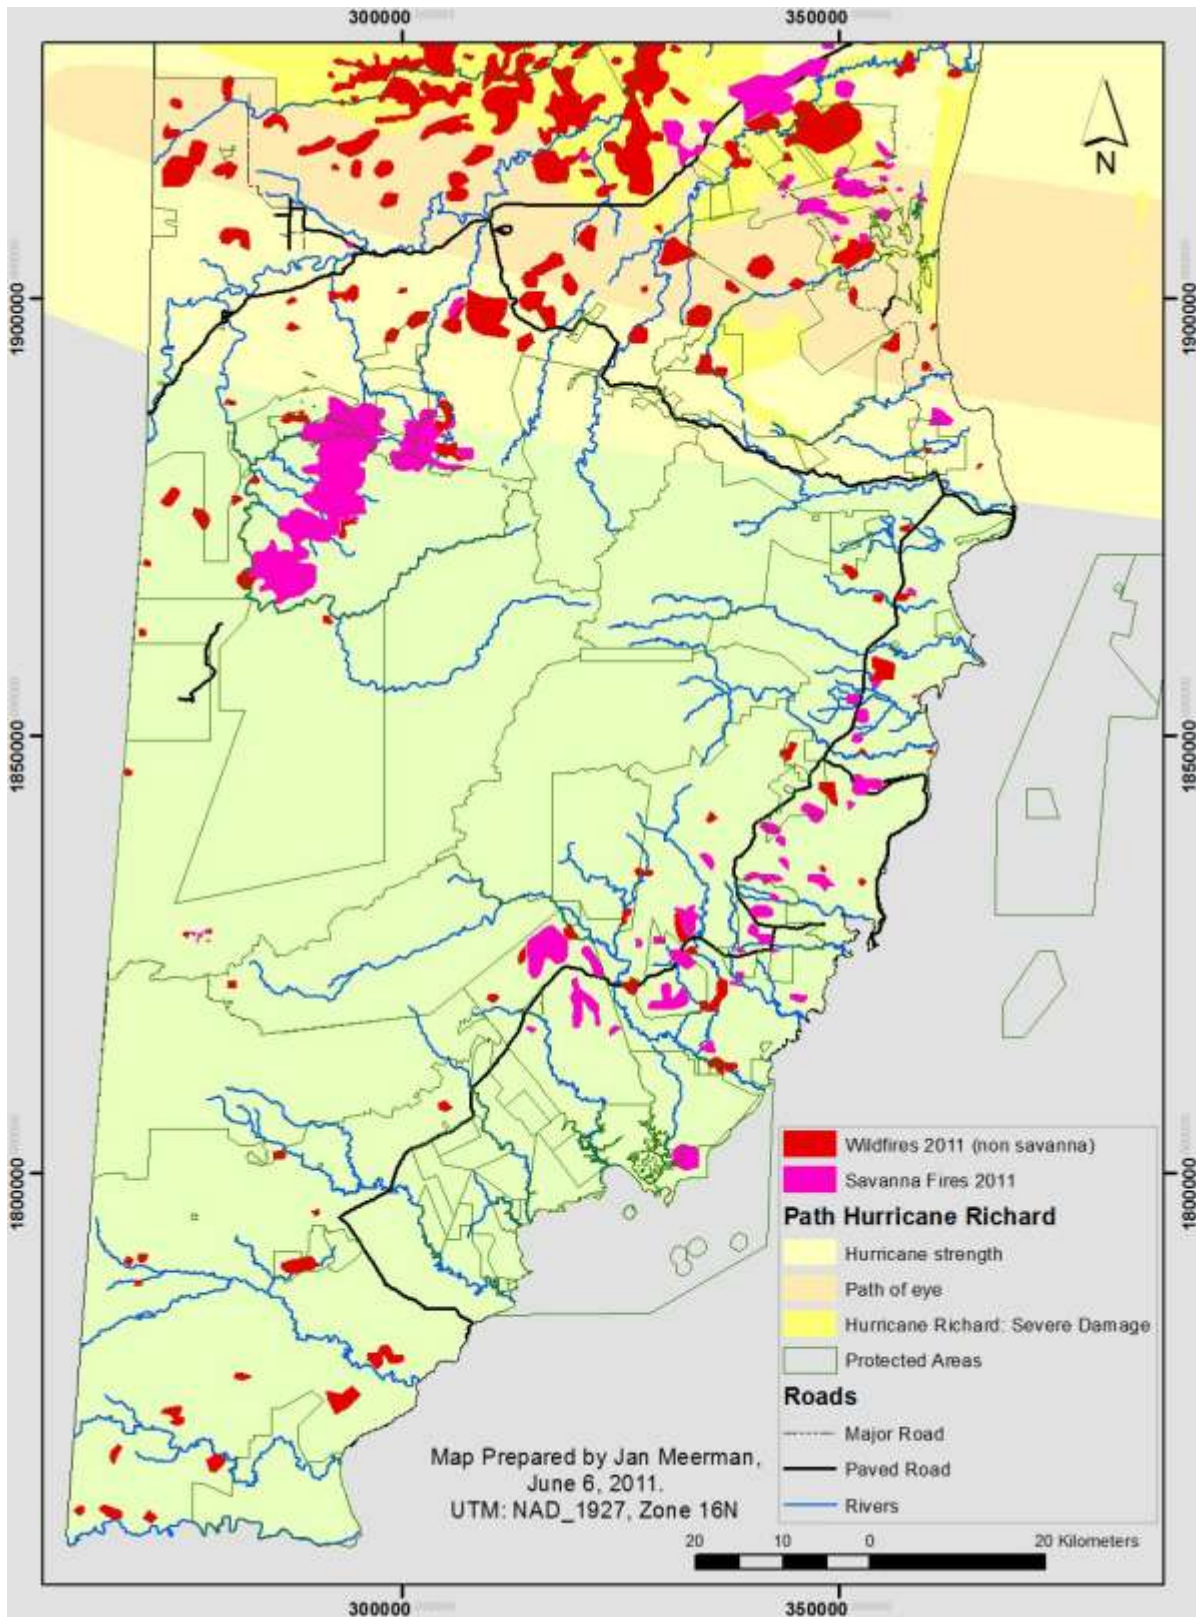 300000
350000
N
1900000
1900000
1850000
1850000
1800000
1800000
Wildfires 2011 (non savanna)
Savanna Fires 2011
Path Hurricane Richard
Hurricane strength
Path of eye
Hurricane Richard: Severe Damage
Protected Areas
Roads
Major Road
Paved Road
Rivers
Map Prepared by Jan Meerman,
June 6, 2011.
UTM: NAD_1927, Zone 16N
20 10 0 20 Kilometers
300000
350000